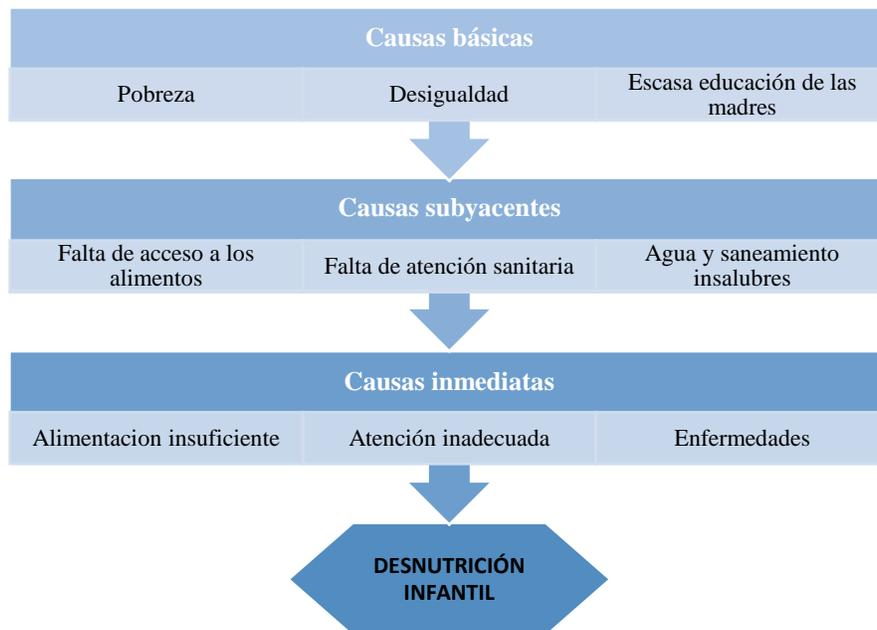 Causas básicas
Pobreza
Desigualdad
Escasa educación de las
madres
Causas subyacentes
Falta de acceso a los
alimentos
Falta de atención sanitaria
Agua y saneamiento
insalubres
Causas inmediatas
Alimentacion insuficiente
Atención inadecuada
Enfermedades
DESNUTRICIÓN
INFANTIL